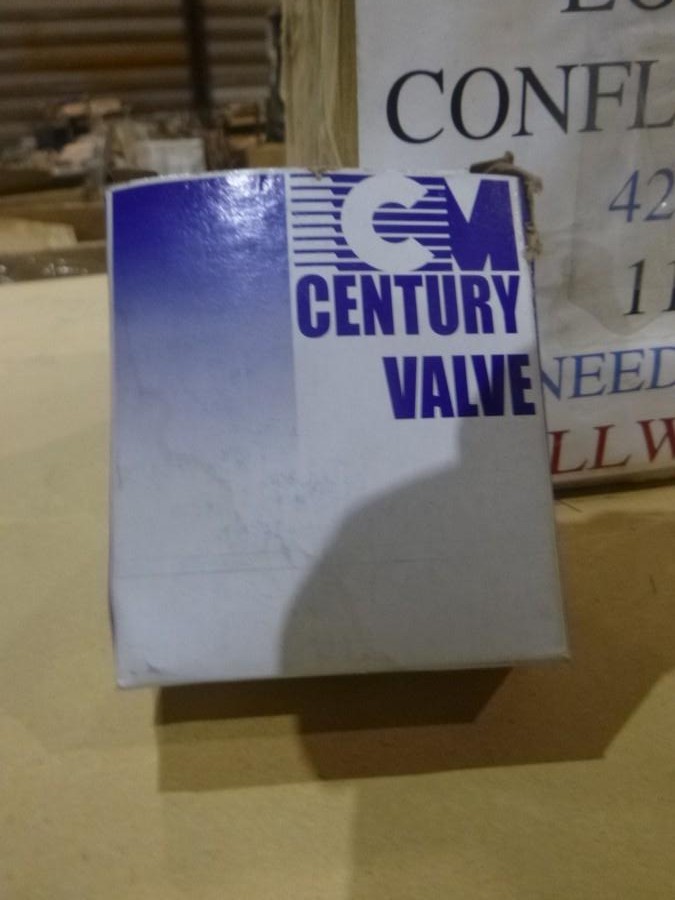 CM
CENTURY
VALVE
CONFL
42
11
NEED
LLW